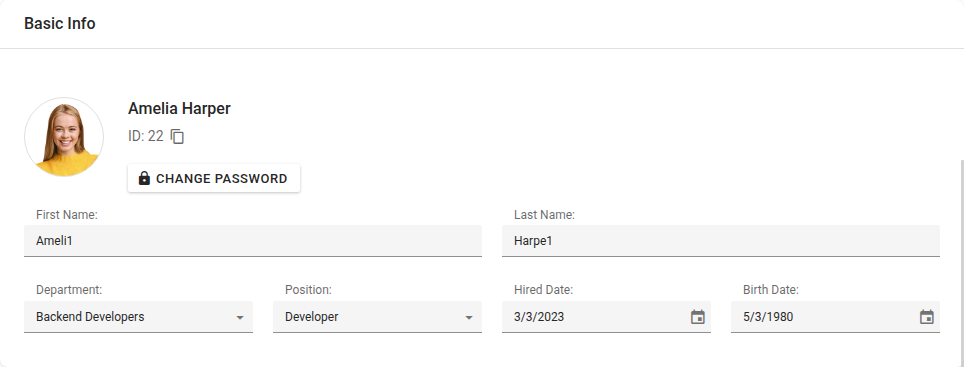 Basic Info
Amelia Harper
ID: 22
CHANGE PASSWORD
First Name:
Last Name:
Ameli1
Harpe1
Department:
Position:
Hired Date:
Birth Date:
Backend Developers
Developer
3/3/2023
5/3/1980